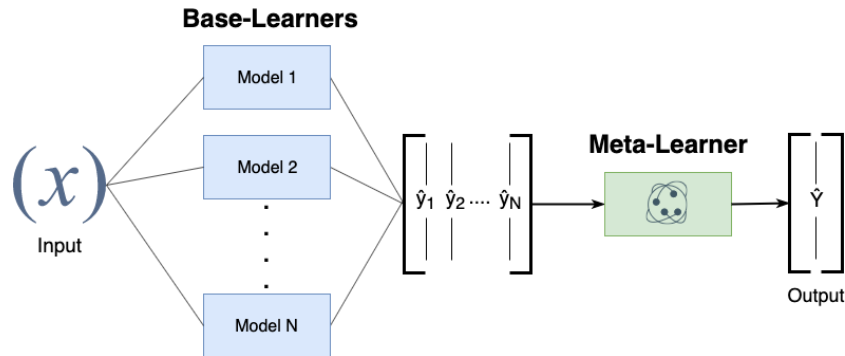 Base-Learners
Model 1
Model 2
Model N
(x)
Input
ŷ1 ŷ2 .... ŷN
Meta-Learner
Ŷ
Output